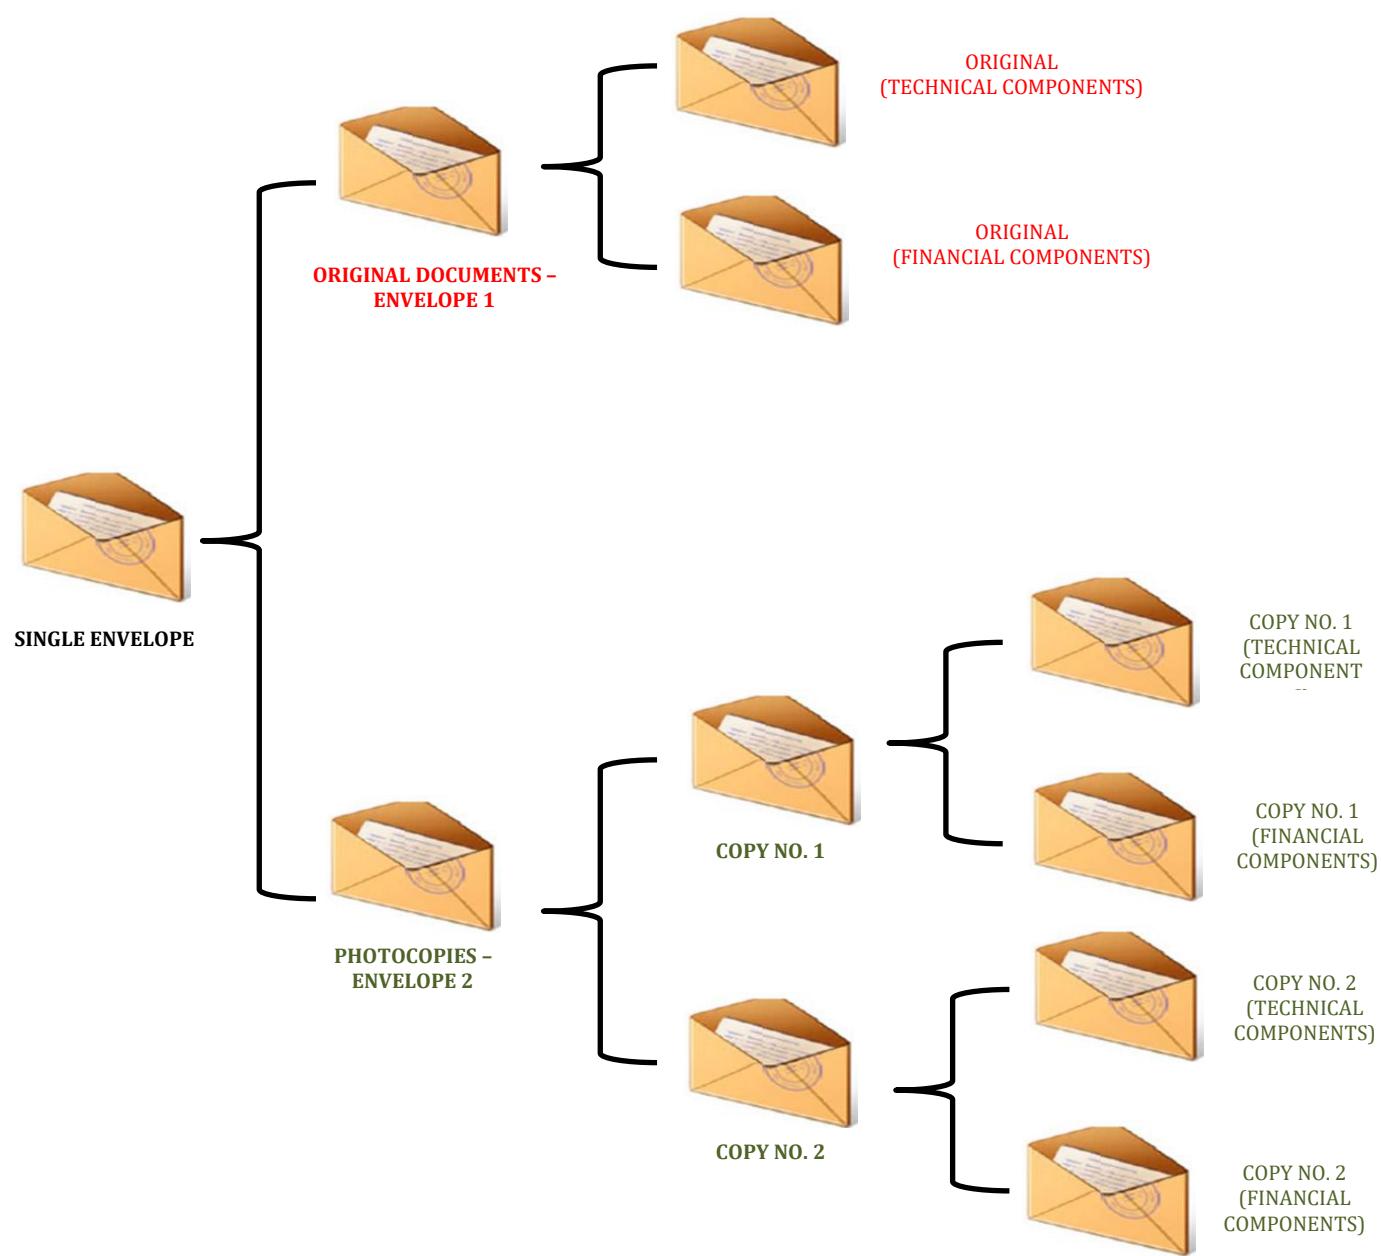 ORIGINAL
(TECHNICAL COMPONENTS)
ORIGINAL
(FINANCIAL COMPONENTS)
ORIGINAL DOCUMENTS –
ENVELOPE 1
SINGLE ENVELOPE
COPY NO. 1
(TECHNICAL
COMPONENT
COPY NO. 1
COPY NO. 1
(FINANCIAL
COMPONENTS)
PHOTOCOPIES –
ENVELOPE 2
COPY NO. 2
(TECHNICAL
COMPONENTS)
COPY NO. 2
COPY NO. 2
(FINANCIAL
COMPONENTS)